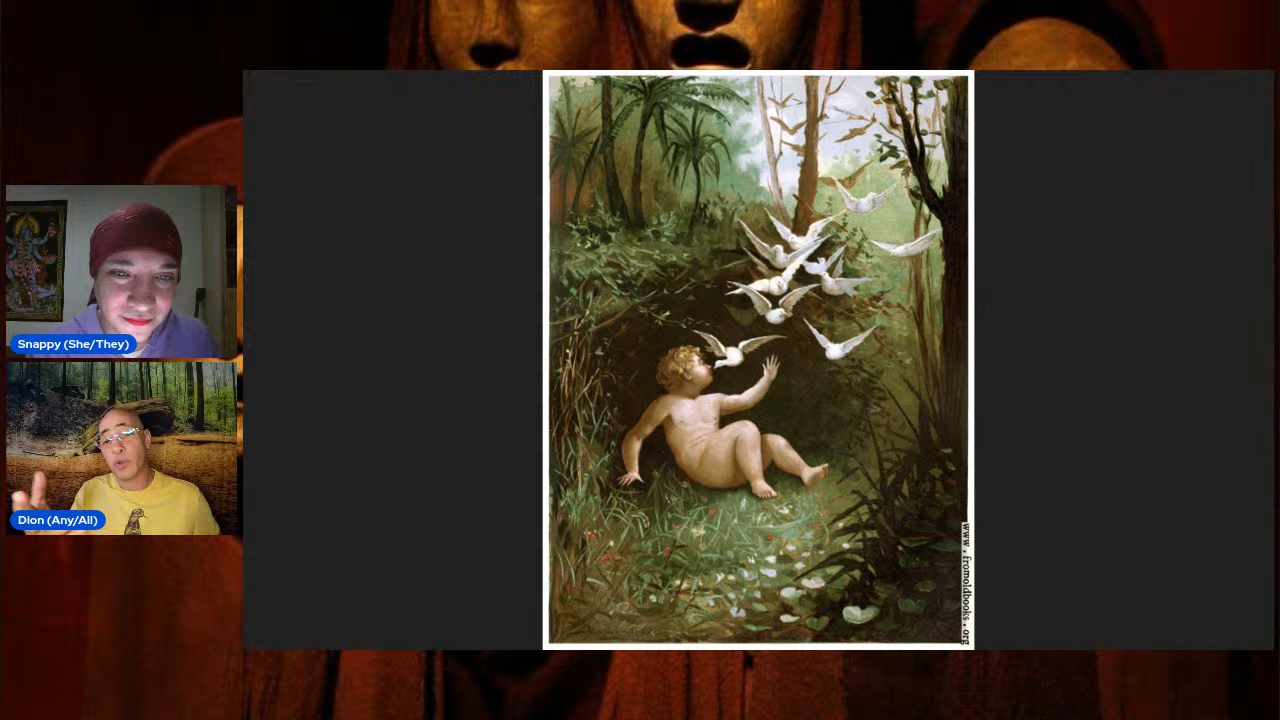 Snappy (She/They)
Dion (Any/All)
www · fromoldbooks · org